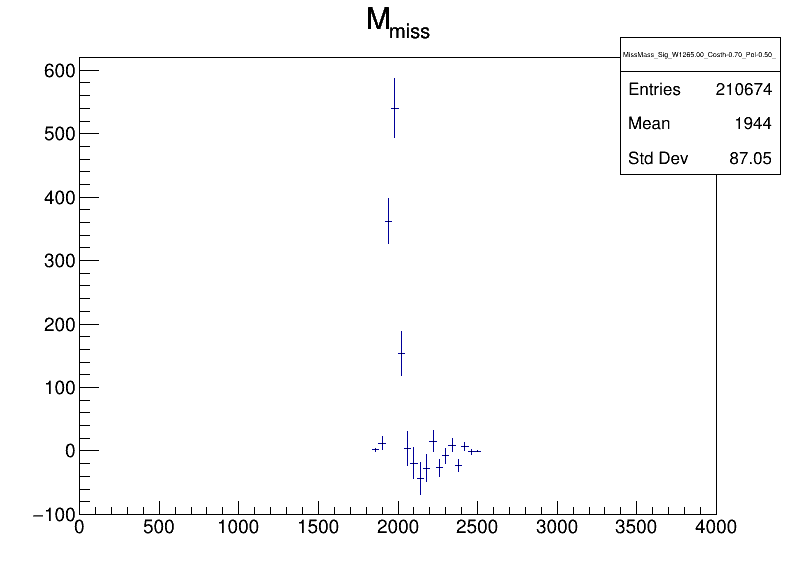 M_miss
MissMass_Sig_W1265.00_Costh-0.70_Pol-0.50_
Entries 210674
Mean 1944
Std Dev 87.05
600
500
400
300
200
100
0
−100
0 500 1000 1500 2000 2500 3000 3500 4000